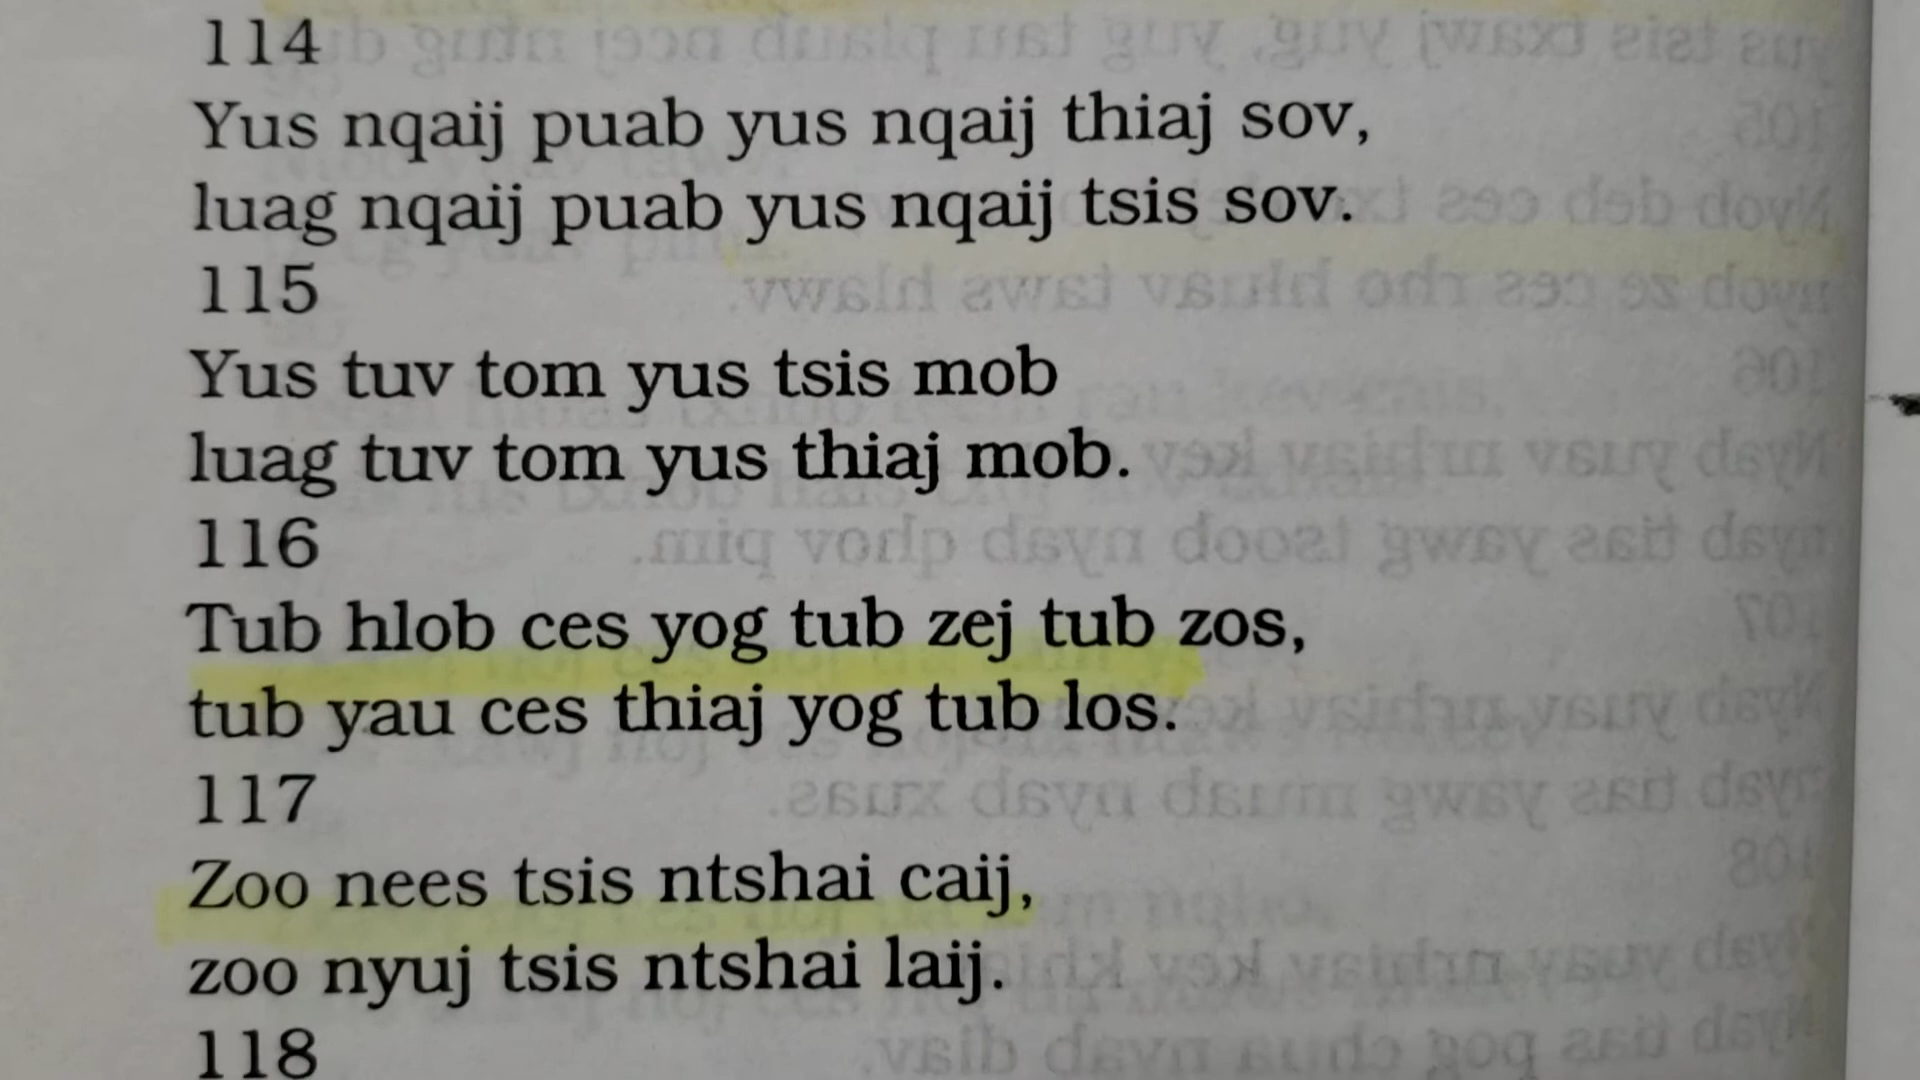 114
Yus nqaij puab yus nqaij thiaj sov,
luag nqaij puab yus nqaij tsis sov.
115
Yus tuv tom yus tsis mob
luag tuv tom yus thiaj mob.
116
Tub hlob ces yog tub zej tub zos,
tub yau ces thiaj yog tub los.
117
Zoo nees tsis ntshai caij,
zoo nyuj tsis ntshai laij.
118